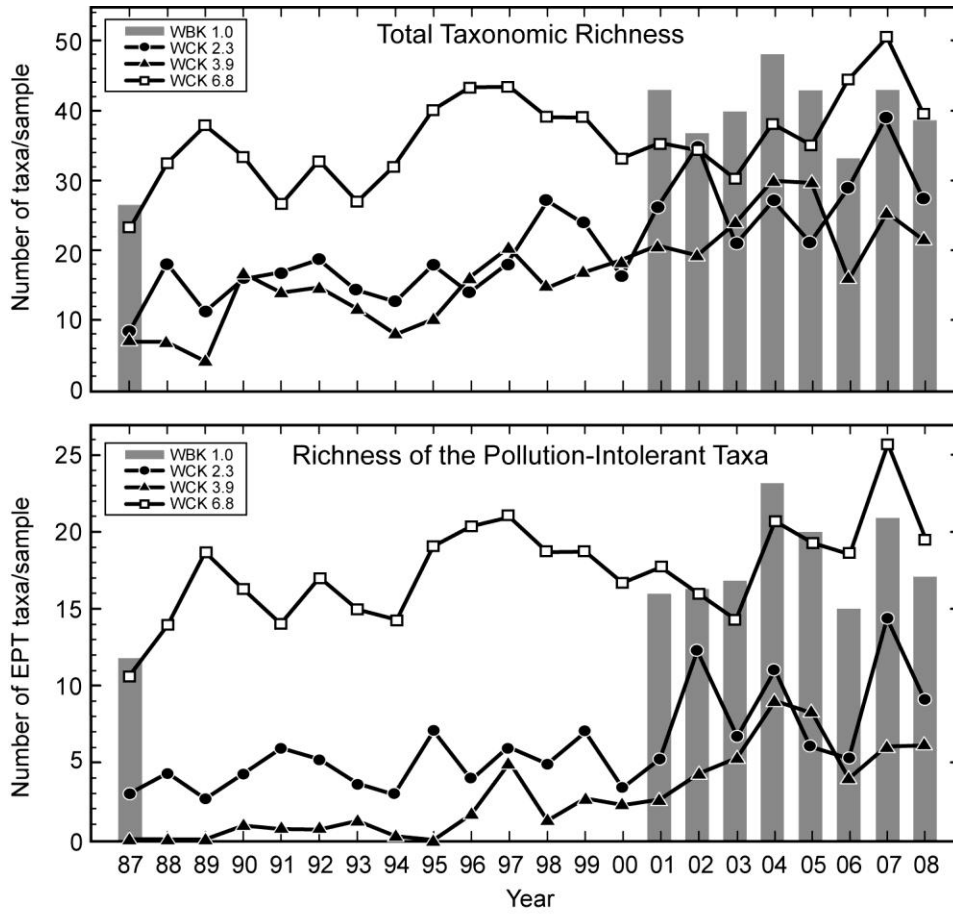 Total Taxonomic Richness
WBK 1.0
WCK 2.3
WCK 3.9
WCK 6.8
Number of taxa/sample
50
40
30
20
10
0
Richness of the Pollution-Intolerant Taxa
WBK 1.0
WCK 2.3
WCK 3.9
WCK 6.8
Number of EPT taxa/sample
25
20
15
10
5
0
87 88 89 90 91 92 93 94 95 96 97 98 99 00 01 02 03 04 05 06 07 08
Year